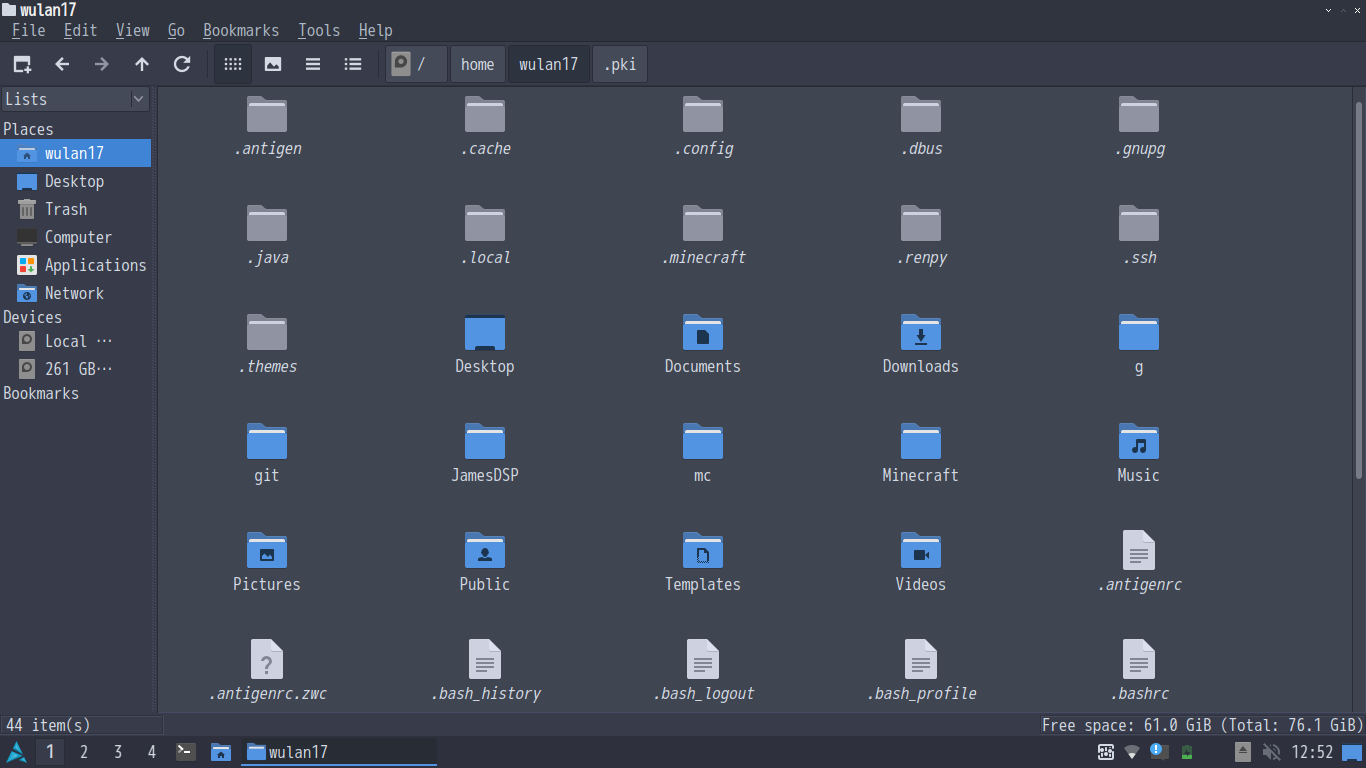 wulan17
File Edit View Go Bookmarks Tools Help
/ home wulan17 .pki
Lists
Places
wulan17
Desktop
Trash
Computer
Applications
Network
Devices
Local ⋯
261 GB⋯
Bookmarks
.antigen .cache .config .dbus .gnupg
.java .local .minecraft .renpy .ssh
.themes Desktop Documents Downloads g
git JamesDSP mc Minecraft Music
Pictures Public Templates Videos .antigenrc
.antigenrc.zwc .bash_history .bash_logout .bash_profile .bashrc
44 item(s) Free space: 61.0 GiB (Total: 76.1 GiB)
1 2 3 4 wulan17 12:52